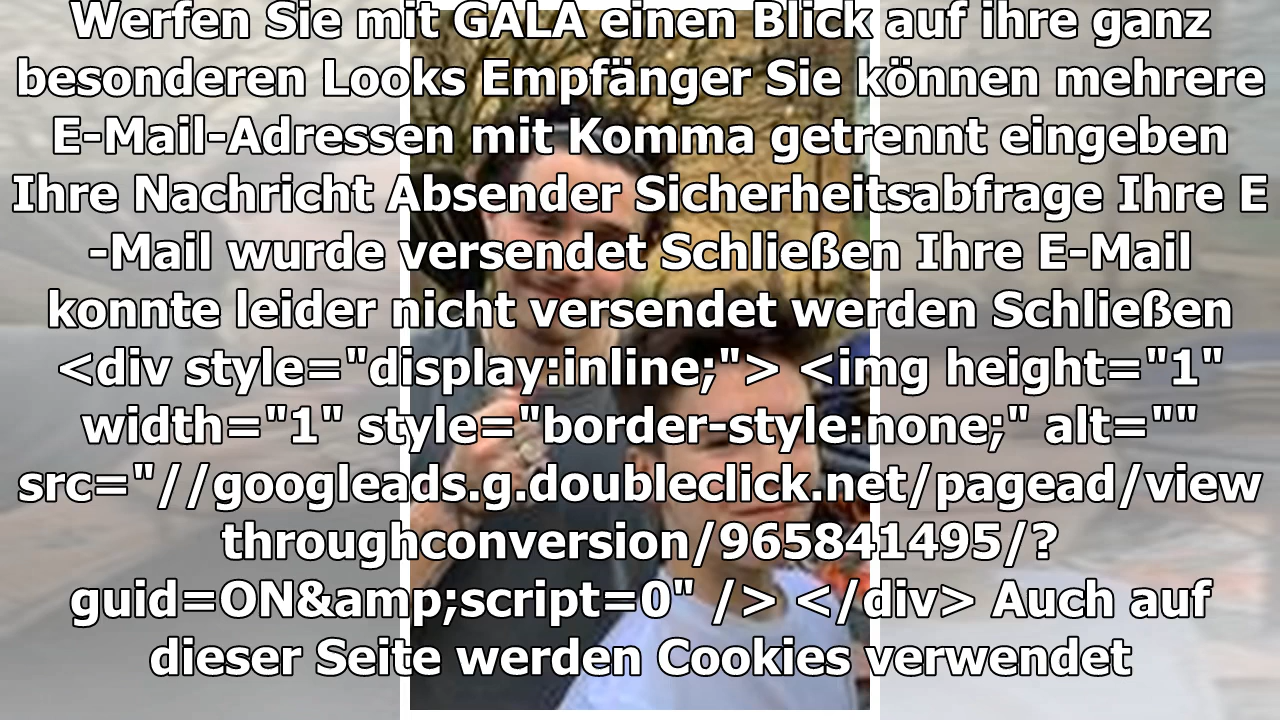 Werfen Sie mit GALA einen Blick auf ihre ganz
besonderen Looks Empfänger Sie können mehrere
E-Mail-Adressen mit Komma getrennt eingeben
Ihre Nachricht Absender Sicherheitsabfrage Ihre E
-Mail wurde versendet Schließen Ihre E-Mail
konnte leider nicht versendet werden Schließen
<div style="display:inline;"> <img height="1"
width="1" style="border-style:none;" alt=""
src="//googleads.g.doubleclick.net/pagead/view
throughconversion/965841495/?
guid=ON&amp;script=0" /> </div> Auch auf
dieser Seite werden Cookies verwendet